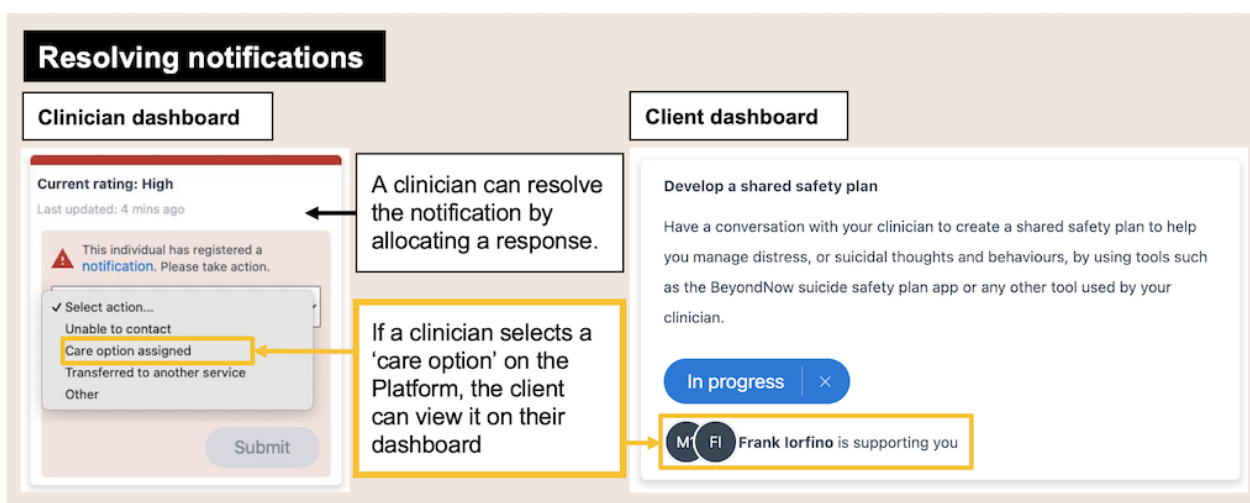 Resolving notifications
Clinician dashboard
Client dashboard
Current rating: High
Last updated: 4 mins ago
This individual has registered a
notification. Please take action.
✓ Select action...
Unable to contact
Care option assigned
Transferred to another service
Other
Submit
A clinician can resolve
the notification by
allocating a response.
If a clinician selects a
‘care option’ on the
Platform, the client
can view it on their
dashboard
Develop a shared safety plan
Have a conversation with your clinician to create a shared safety plan to help
you manage distress, or suicidal thoughts and behaviours, by using tools such
as the BeyondNow suicide safety plan app or any other tool used by your
clinician.
In progress ×
FI Frank Iorfino is supporting you